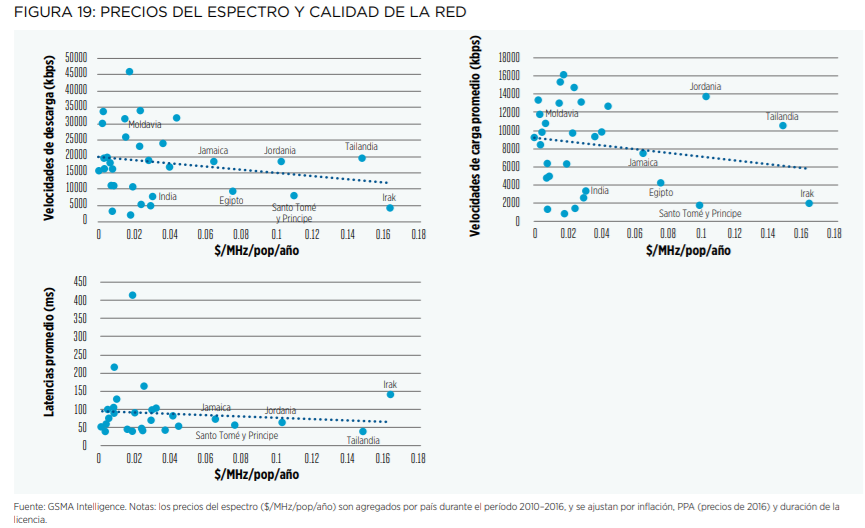 FIGURA 19: PRECIOS DEL ESPECTRO Y CALIDAD DE LA RED
Velocidades de descarga (kbps)
50000
45000
40000
35000
30000
25000
20000
15000
10000
5000
0
Moldavia
Jamaica
Jordania
Tailandia
India
Egipto
Santo Tomé
y Principe
Irak
0 0.02 0.04 0.06 0.08 0.1 0.12 0.14 0.16 0.18
$/MHz/pop/año
Velocidades de carga promedio (kbps)
18000
16000
14000
12000
10000
8000
6000
4000
2000
0
Jordania
Moldavia
Tailandia
Jamaica
India
Egipto
Irak
Santo Tomé y Principe
0 0.02 0.04 0.06 0.08 0.1 0.12 0.14 0.16 0.18
$/MHz/pop/año
Latencias promedio (ms)
450
400
350
300
250
200
150
100
50
0
Irak
Jamaica
Jordania
Santo Tomé y Principe
Tailandia
0 0.02 0.04 0.06 0.08 0.1 0.12 0.14 0.16 0.18
$/MHz/pop/año
Fuente: GSMA Intelligence. Notas: los precios del espectro ($/MHz/pop/año) son agregados por país durante el período 2010-2016, y se ajustan por inflación, PPA (precios de 2016) y duración de la
licencia.